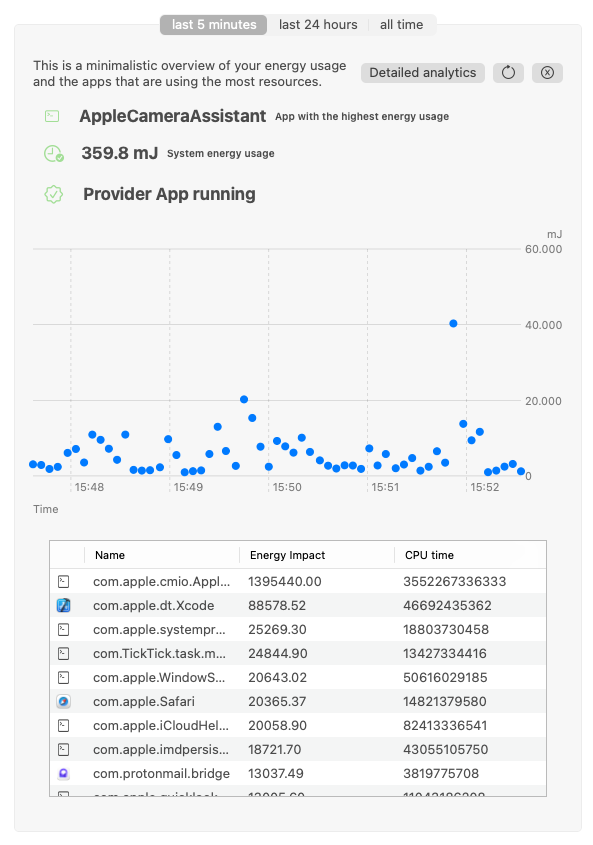 last 5 minutes last 24 hours all time
This is a minimalistic overview of your energy usage
and the apps that are using the most resources.
Detailed analytics
AppleCameraAssistant App with the highest energy usage
359.8 mJ System energy usage
Provider App running
mJ
60.000
40.000
20.000
0
15:48 15:49 15:50 15:51 15:52
Time
Name Energy Impact CPU time
com.apple.cmio.Appl... 1395440.00 3552267336333
com.apple.dt.Xcode 88578.52 46692435362
com.apple.systempr... 25269.30 18803730458
com.TickTick.task.m... 24844.90 13427334416
com.apple.WindowS... 20643.02 50616029185
com.apple.Safari 20365.37 14821379580
com.apple.iCloudHel... 20058.90 82413336541
com.apple.imdpersis... 18721.70 43055105750
com.protonmail.bridge 13037.49 3819775708